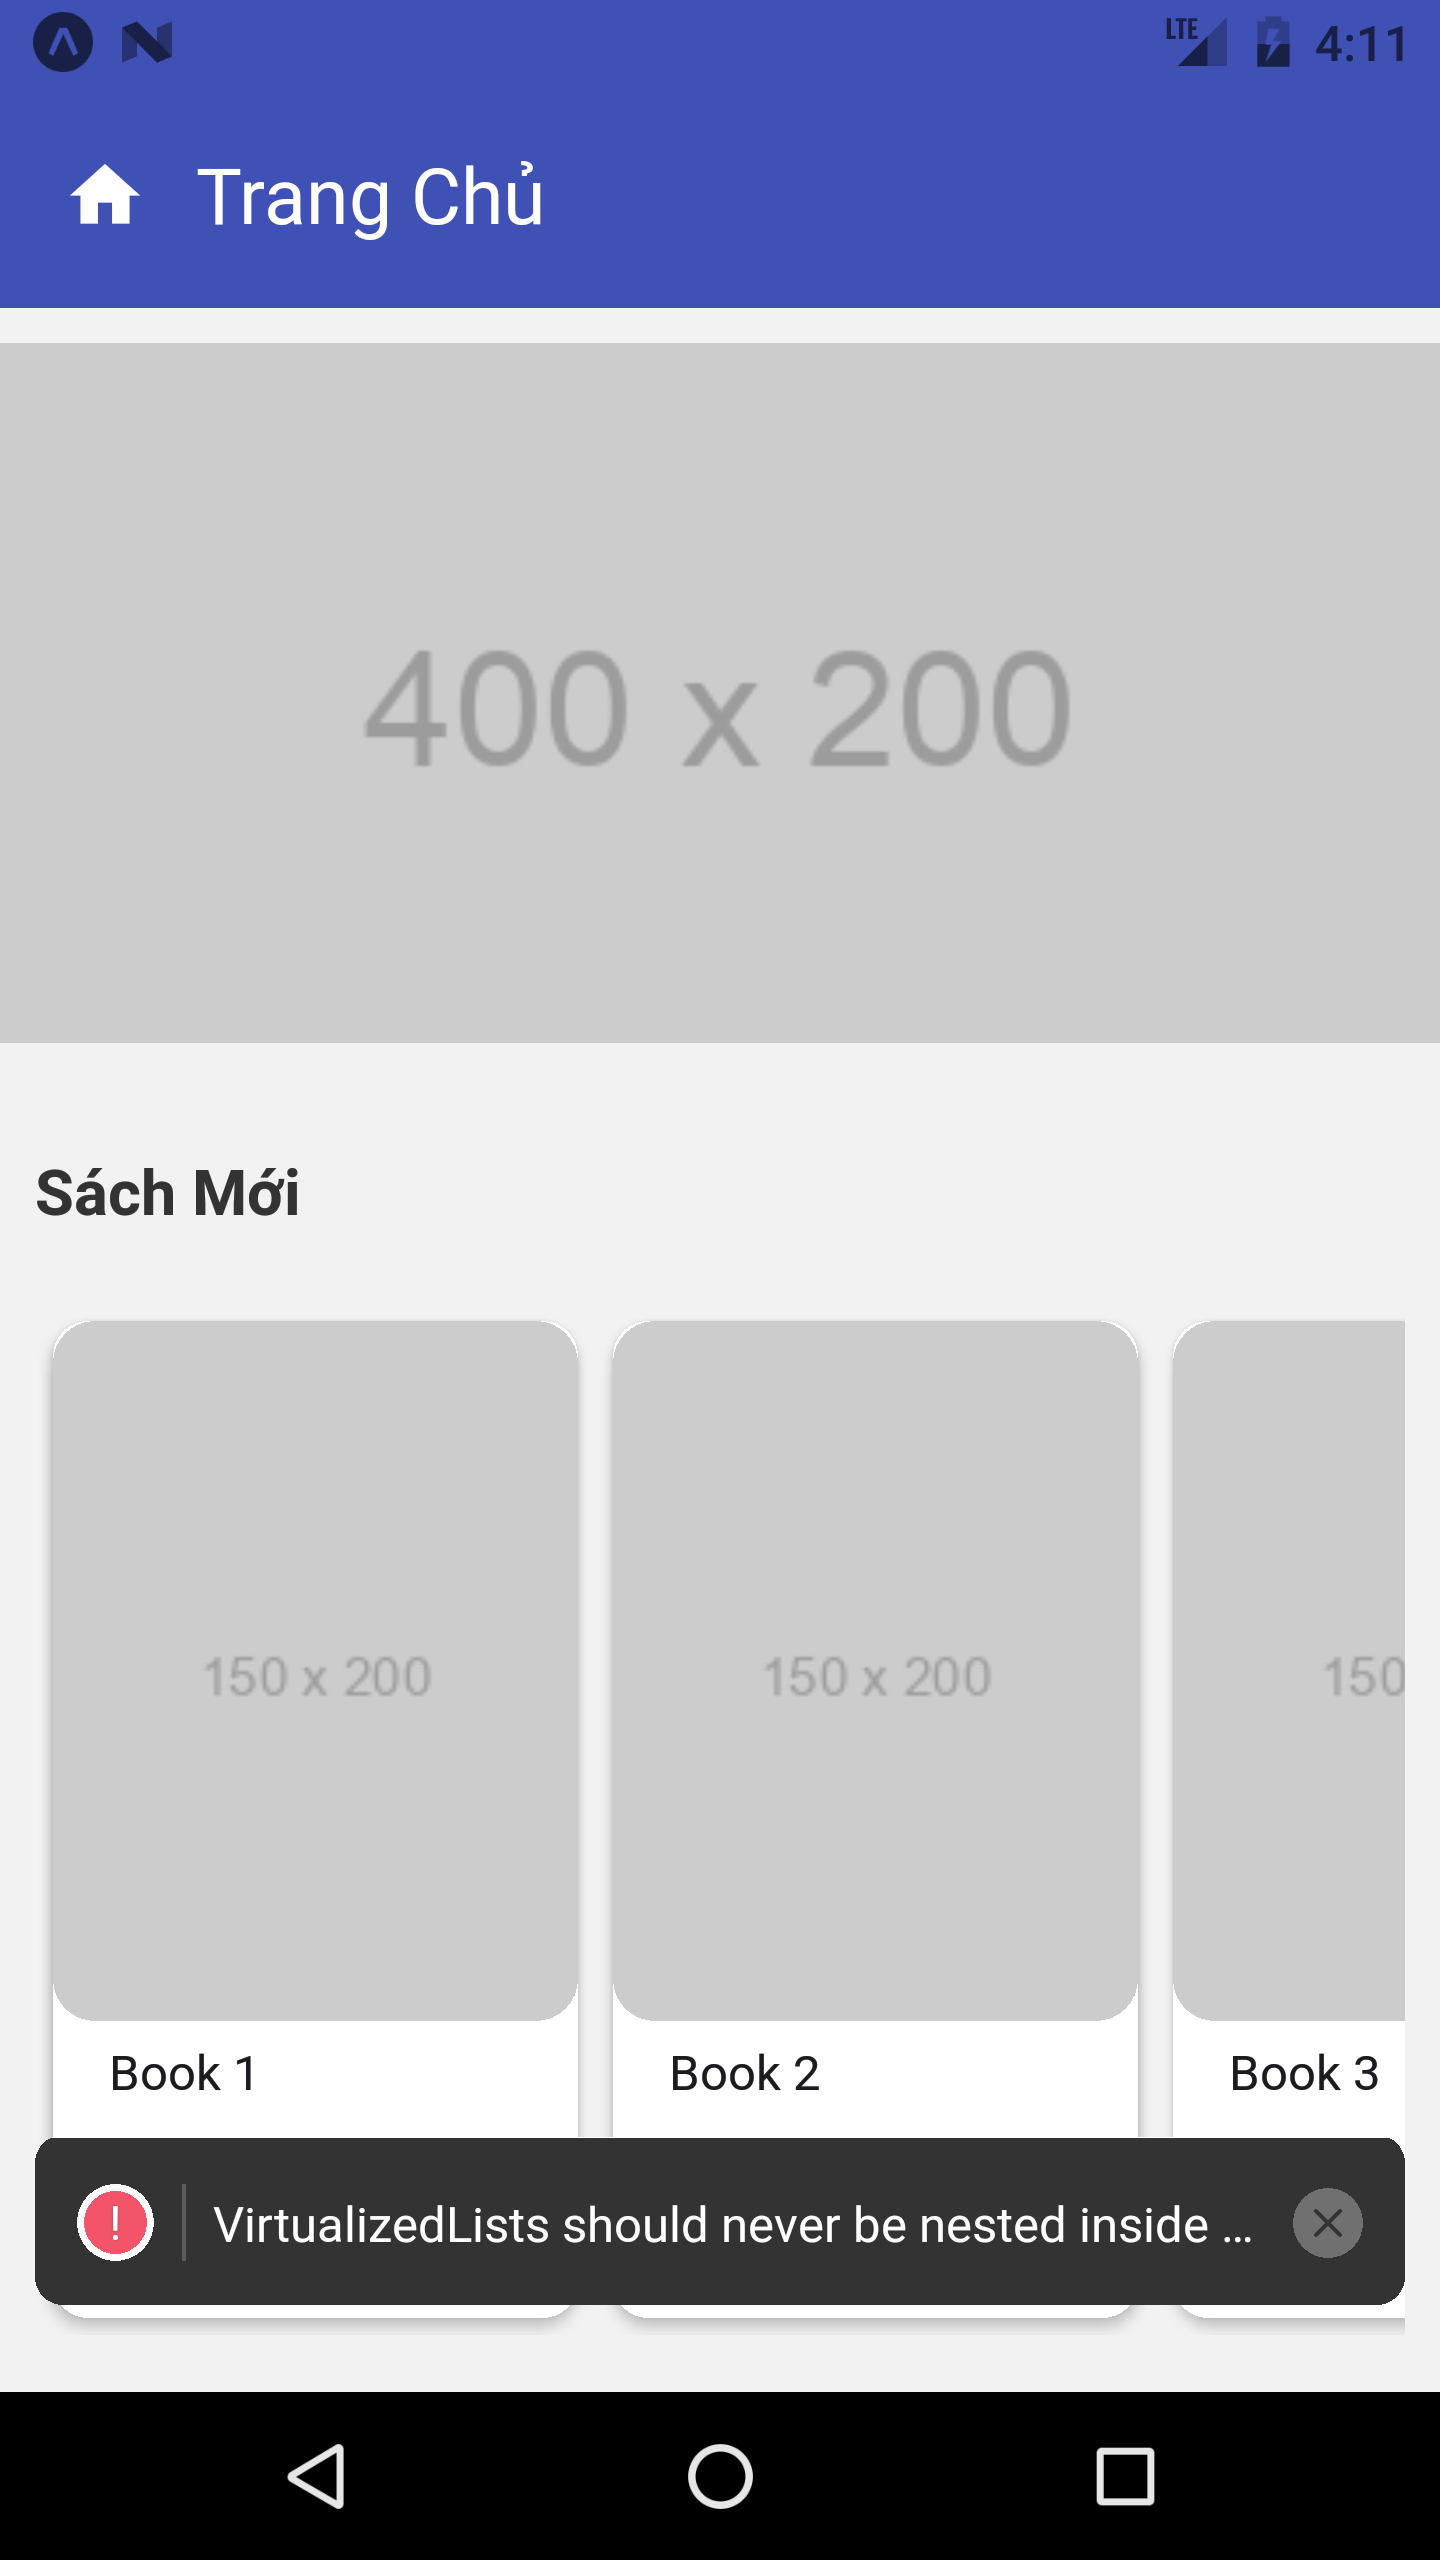 LTE 4:11
Trang Chủ
400 x 200
Sách Mới
150 x 200 150 x 200 150
Book 1 Book 2 Book 3
! VirtualizedLists should never be nested inside ...